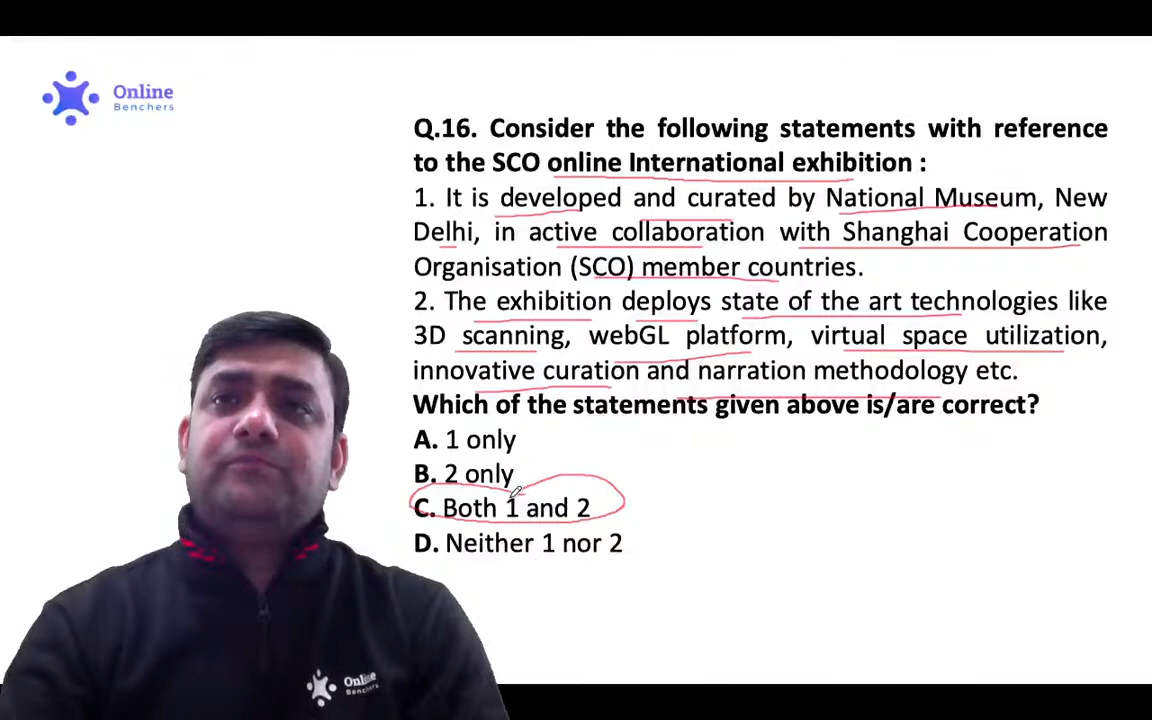 Online
Benchers
Q.16. Consider the following statements with reference
to the SCO online International exhibition :
1. It is developed and curated by National Museum, New
Delhi, in active collaboration with Shanghai Cooperation
Organisation (SCO) member countries.
2. The exhibition deploys state of the art technologies like
3D scanning, webGL platform, virtual space utilization,
innovative curation and narration methodology etc.
Which of the statements given above is/are correct?
A. 1 only
B. 2 only
C. Both 1 and 2
D. Neither 1 nor 2
Online
Benchers